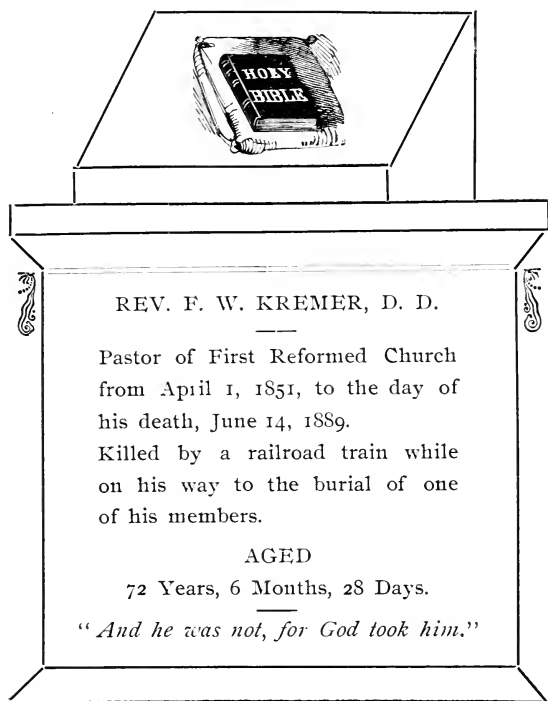 HOLY
BIBLE
REV. F. W. KREMER, D. D.
Pastor of First Reformed Church
from April 1, 1851, to the day of
his death, June 14, 1889.
Killed by a railroad train while
on his way to the burial of one
of his members.
AGED
72 Years, 6 Months, 28 Days.
"And he was not, for God took him."